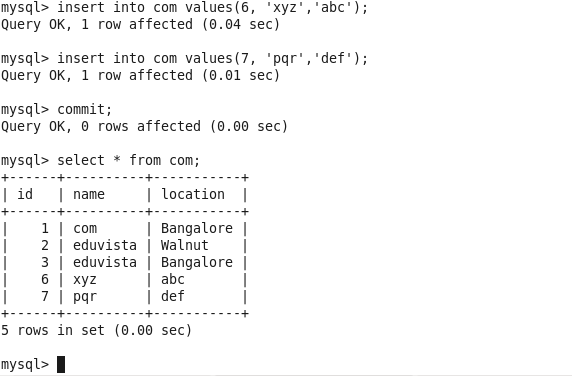 mysql> insert into com values(6, 'xyz','abc');
Query OK, 1 row affected (0.04 sec)

mysql> insert into com values(7, 'pqr','def');
Query OK, 1 row affected (0.01 sec)

mysql> commit;
Query OK, 0 rows affected (0.00 sec)

mysql> select * from com;
+------+----------+-----------+
| id   | name     | location  |
+------+----------+-----------+
|    1 | com      | Bangalore |
|    2 | eduvista | Walnut    |
|    3 | eduvista | Bangalore |
|    6 | xyz      | abc       |
|    7 | pqr      | def       |
+------+----------+-----------+
5 rows in set (0.00 sec)

mysql>